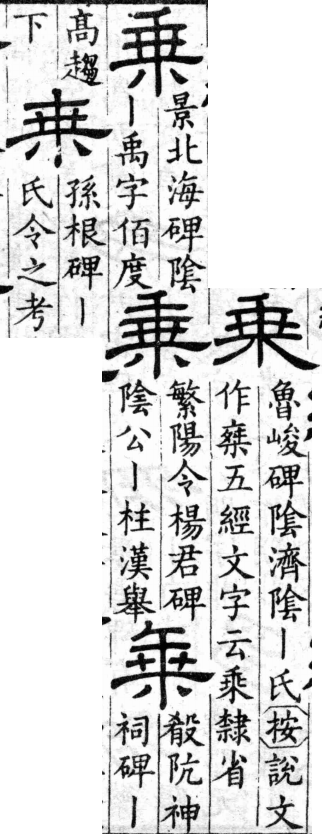 乗
景北海碑陰
丨禹字佰度
高趨
下
乗
孫根碑丨
氏令之考
乗
魯峻碑陰濟陰丨氏按說文
作椉五經文字云乘隸省
乗
繁陽令楊君碑
陰公丨柱漢舉
乗
殽阬神
祠碑丨